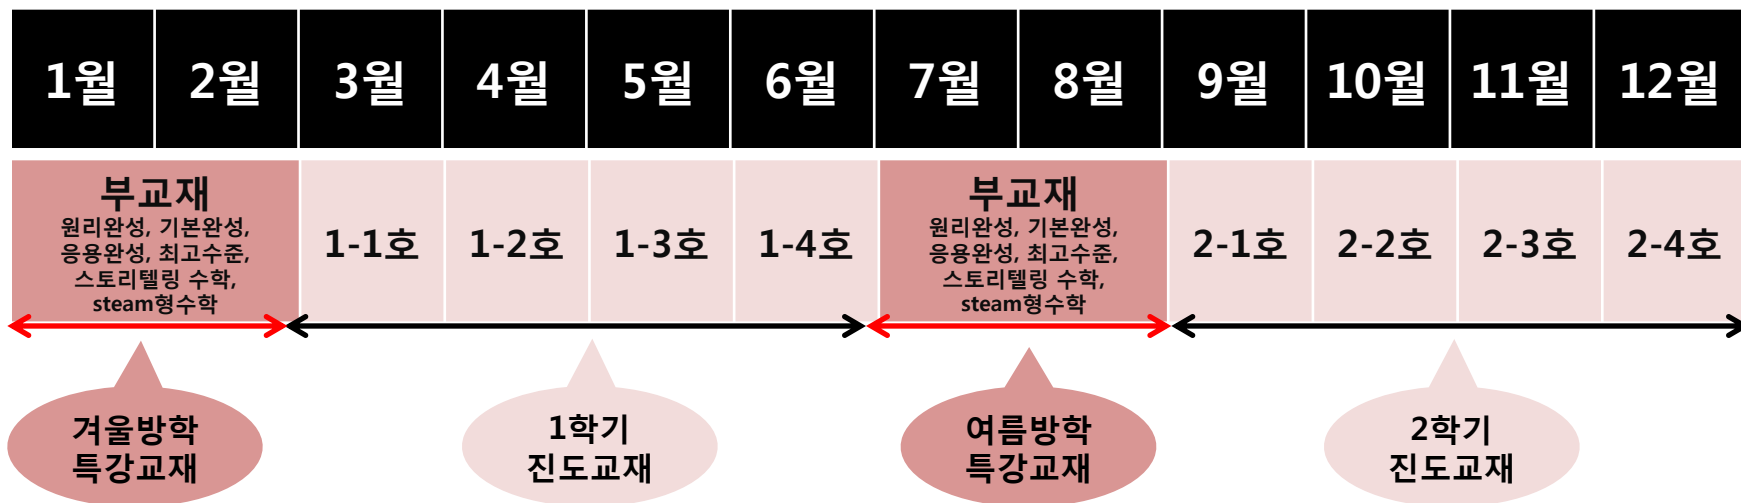 1월 2월 3월 4월 5월 6월 7월 8월 9월 10월 11월 12월
부교재
원리완성, 기본완성,
응용완성, 최고수준,
스토리텔링 수학,
steam형수학
1-1호 1-2호 1-3호 1-4호
부교재
원리완성, 기본완성,
응용완성, 최고수준,
스토리텔링 수학,
steam형수학
2-1호 2-2호 2-3호 2-4호
겨울방학
특강교재
1학기
진도교재
여름방학
특강교재
2학기
진도교재